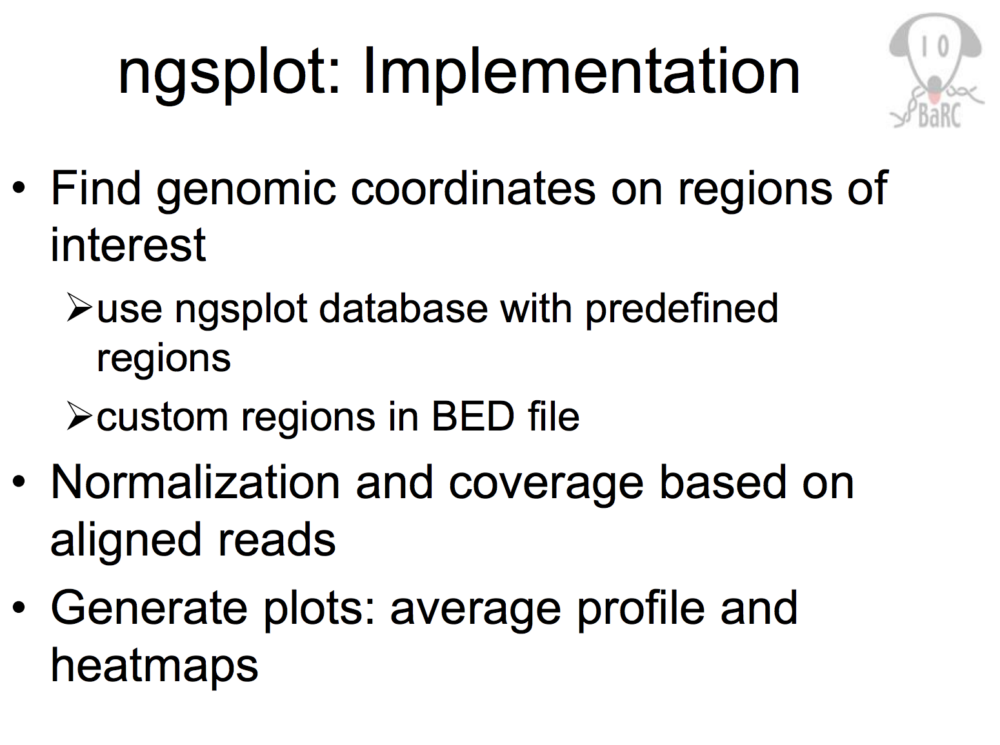 ngsplot: Implementation
10
BaRC
• Find genomic coordinates on regions of
interest
➢use ngsplot database with predefined
regions
➢custom regions in BED file
• Normalization and coverage based on
aligned reads
• Generate plots: average profile and
heatmaps